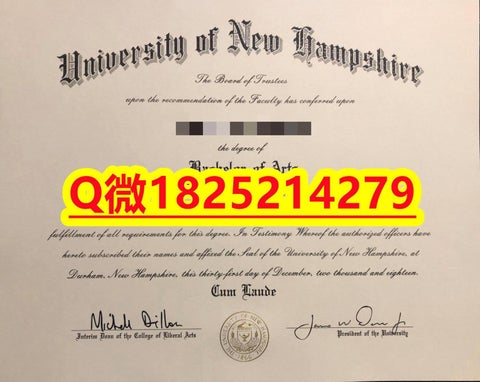 University of New Hampshire
The Board of Trustees
upon the recommendation of the Faculty has conferred upon
the degree of
Bachelor of Arts
Q微1825214279
fulfillment of all requirements for this degree. In Testimony Whereof the authorized officers have
hereto subscribed their names and affixed the Seal of the University of New Hampshire, at
Durham, New Hampshire, this thirty-first day of December, two thousand and eighteen.
Cum Laude
Interim Dean of the College of Liberal Arts
President of the University